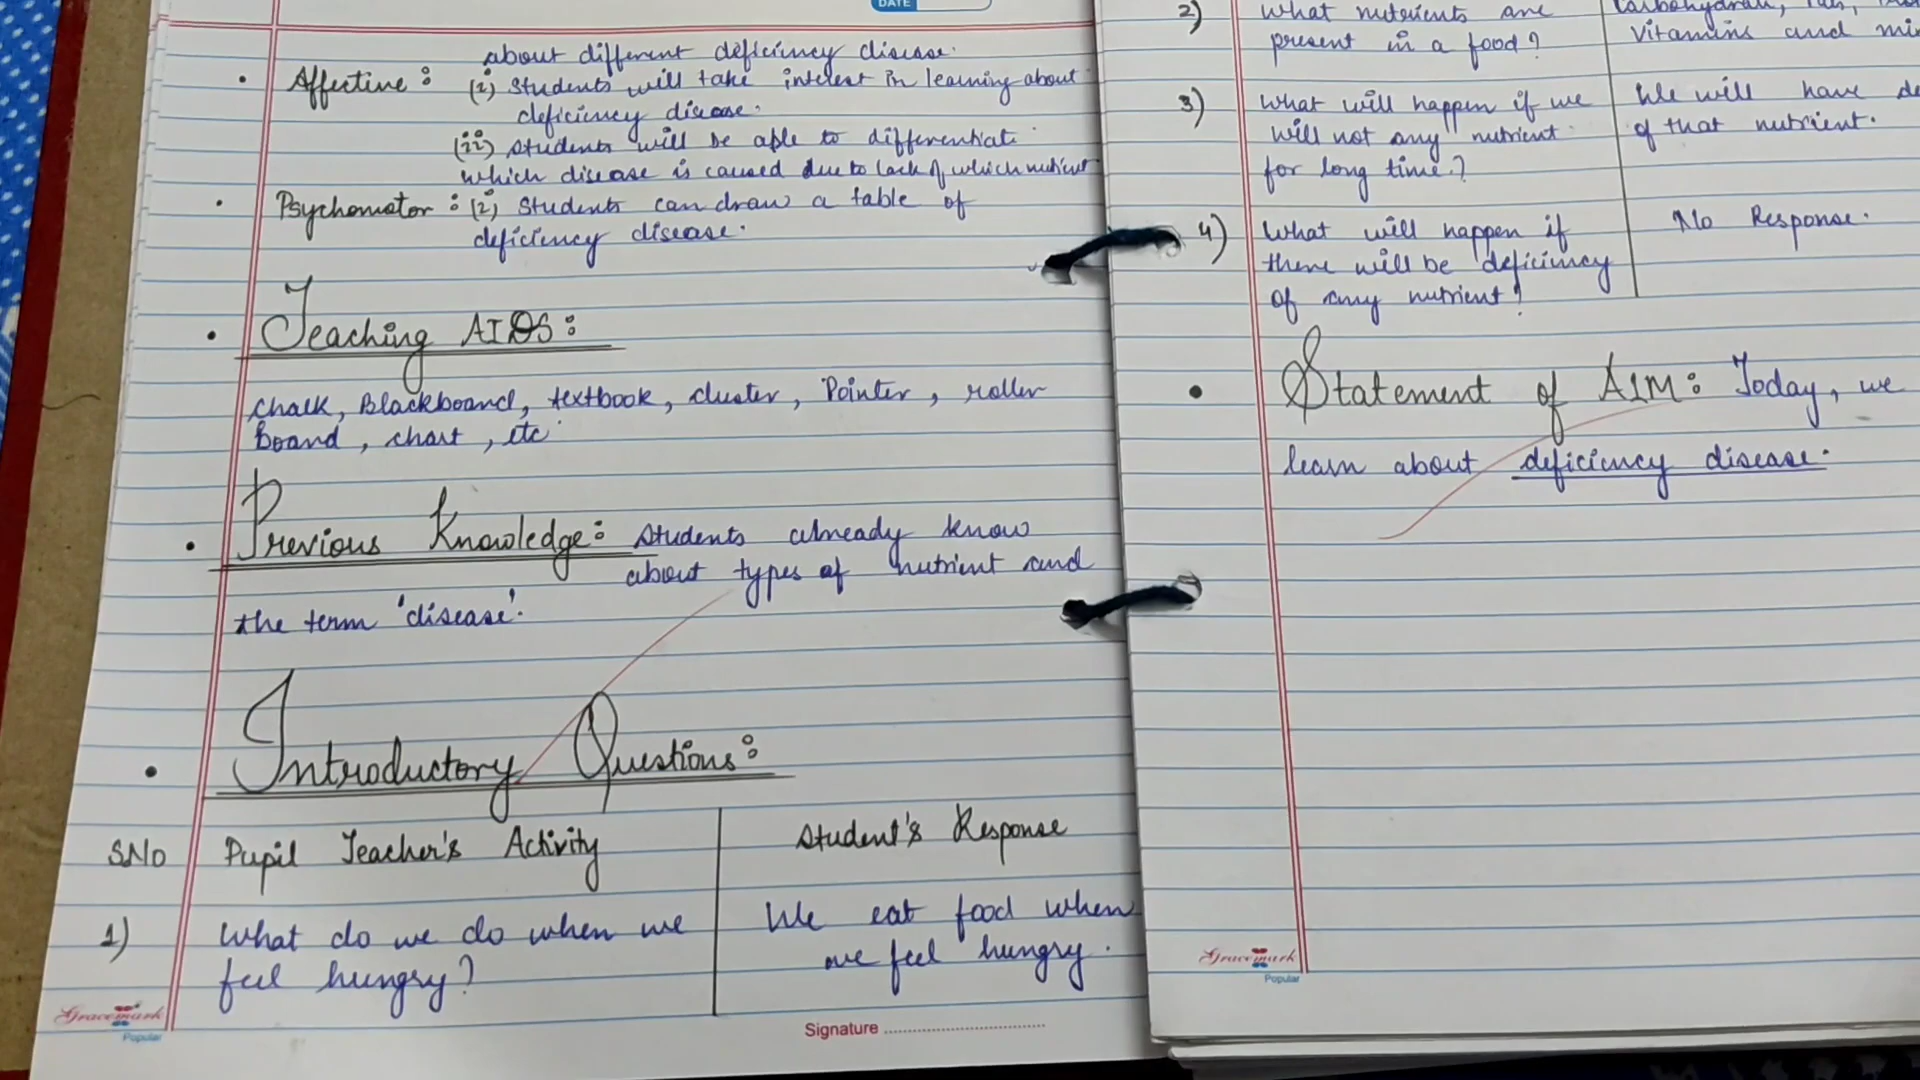 DATE
about different deficiency disease.
• Affective : (i) Students will take interest in learning about
deficiency disease.
(ii) Students will be able to differentiate
which disease is caused due to lack of which nutrient
• Psychomotor : (i) Students can draw a table of
deficiency disease.
• Teaching AIDS:
Chalk, Blackboard, textbook, duster, Pointer, roller
board, chart, etc
• Previous Knowledge: Students already know
about types of nutrient and
the term 'disease'.
• Introductory Questions:
SNO Pupil Teacher's Activity Student's Response
1) What do we do when we We eat food when
feel hungry? we feel hungry.
Gracemark
Popular
Signature
2) What nutrients are
present in a food? Vitamins and
3) What will happen if we We will have
will not any nutrient of that nutrient.
for long time?
4) What will happen if No Response.
there will be deficiency
of any nutrient?
• Statement of AIM: Today, we
learn about deficiency disease.
Gracemark
Popular